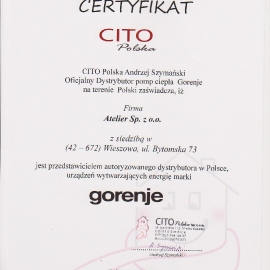 CERTYFIKAT
CITO
Polska
CITO Polska Andrzej Szymański
Oficjalny Dystrybutor pomp ciepła Gorenje
na terenie Polski zaświadcza, iż
Firma
Atelier Sp. z o.o.
z siedzibą w
(42 – 672) Wieszowa, ul. Bytomska 73
jest przedstawicielem autoryzowanego dystrybutora w Polsce,
urządzeń wytwarzających energię marki
gorenje
CITO